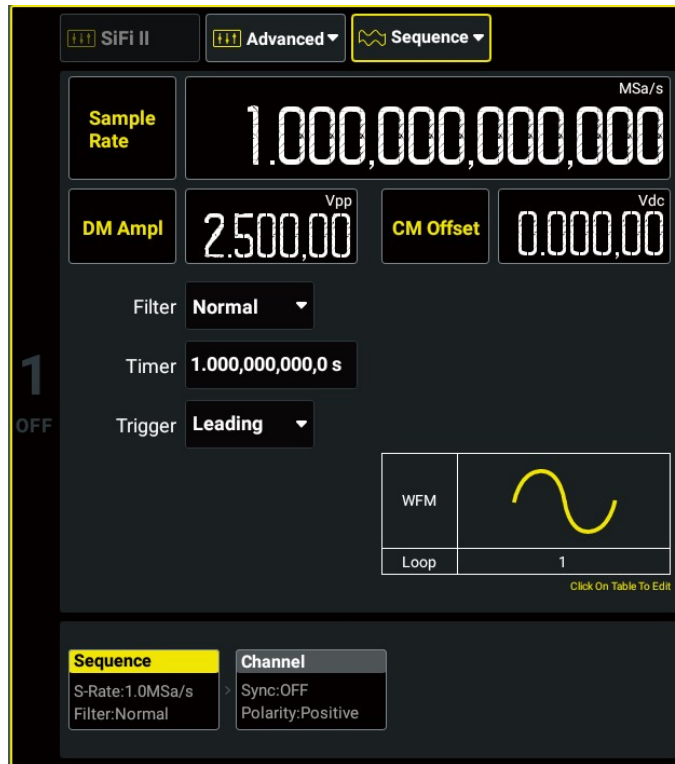 SiFi II
Advanced
Sequence
Sample
Rate
MSa/s
1.000,000,000,000
DM Ampl
Vpp
2.500,00
CM Offset
Vdc
0.000,00
Filter
Normal
Timer
1.000,000,000,0 s
1
OFF
Trigger
Leading
WFM
Loop
1
Click On Table To Edit
Sequence
S-Rate:1.0MSa/s
Filter:Normal
>
Channel
Sync:OFF
Polarity:Positive